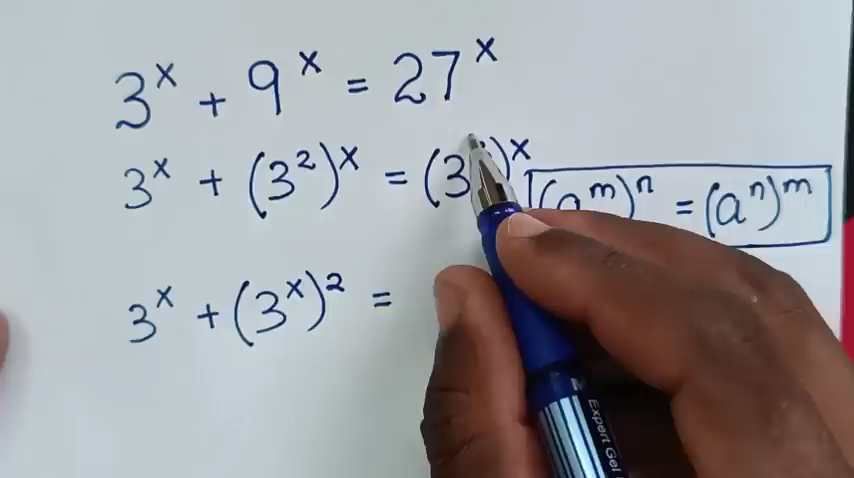 3^x + 9^x = 27^x
3^x + (3^2)^x = (3 )^x
(a^m)^n = (a^n)^m
3^x + (3^x)^2 =
Expert Gel